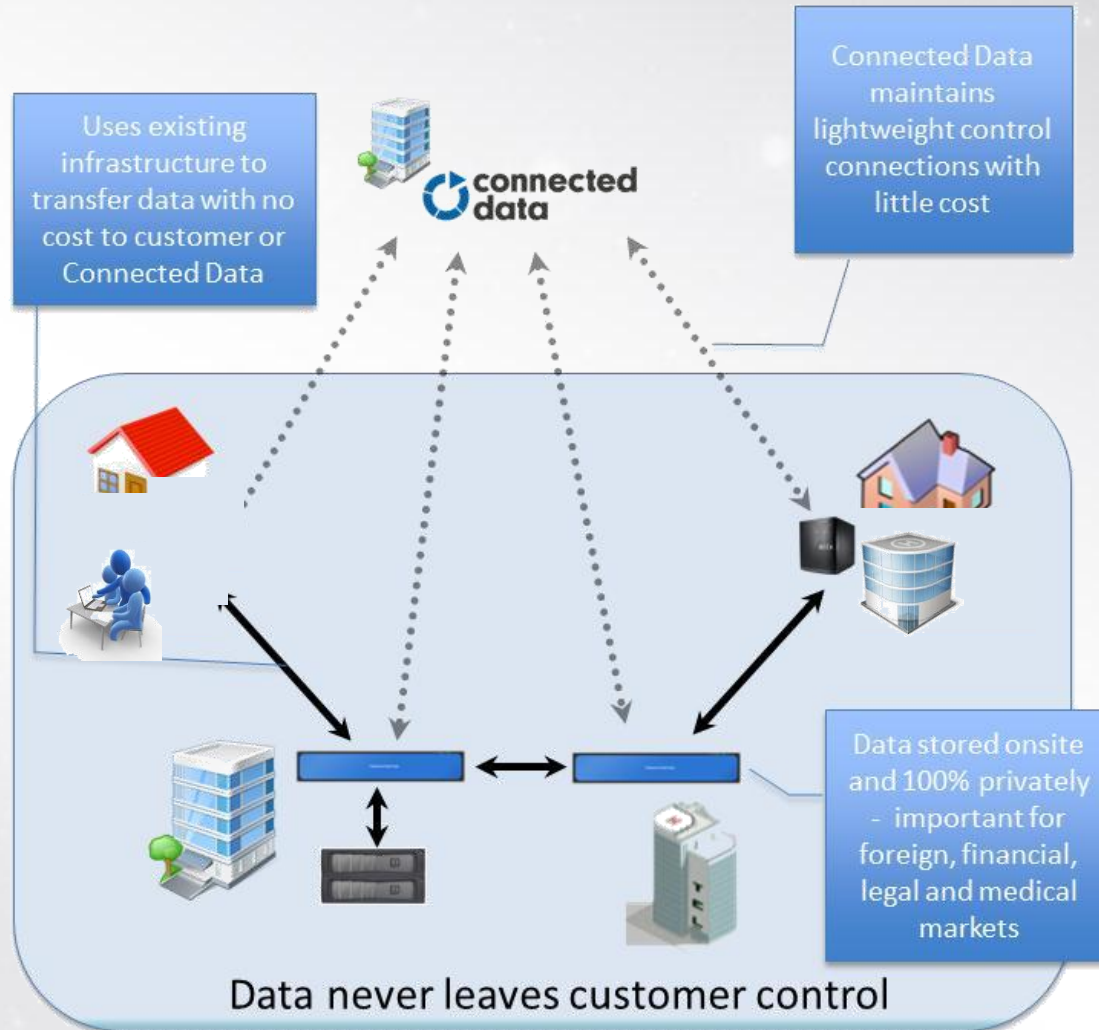 Uses existing
infrastructure to
transfer data with no
cost to customer or
Connected Data
connected
data
Connected Data
maintains
lightweight control
connections with
little cost
Data stored onsite
and 100% privately
- important for
foreign, financial,
legal and medical
markets
Data never leaves customer control